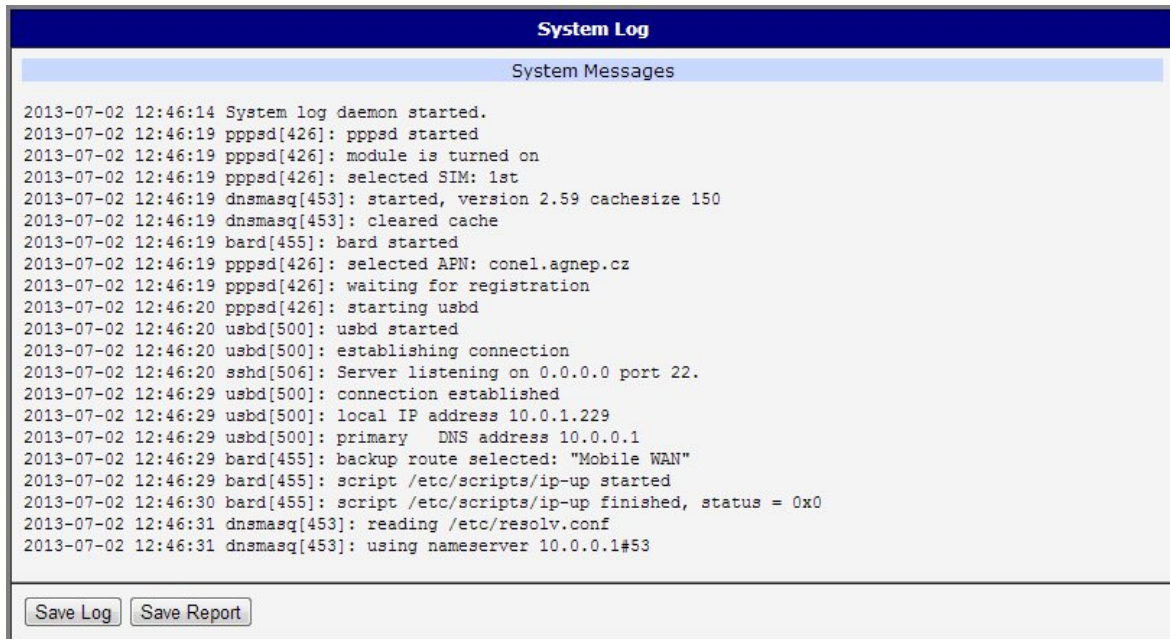 System Log
System Messages
2013-07-02 12:46:14 System log daemon started.
2013-07-02 12:46:19 pppsd[426]: pppsd started
2013-07-02 12:46:19 pppsd[426]: module is turned on
2013-07-02 12:46:19 pppsd[426]: selected SIM: 1st
2013-07-02 12:46:19 dnsmasq[453]: started, version 2.59 cachesize 150
2013-07-02 12:46:19 dnsmasq[453]: cleared cache
2013-07-02 12:46:19 bard[455]: bard started
2013-07-02 12:46:19 pppsd[426]: selected APN: conel.agnep.cz
2013-07-02 12:46:19 pppsd[426]: waiting for registration
2013-07-02 12:46:20 pppsd[426]: starting usbd
2013-07-02 12:46:20 usbd[500]: usbd started
2013-07-02 12:46:20 usbd[500]: establishing connection
2013-07-02 12:46:20 sshd[506]: Server listening on 0.0.0.0 port 22.
2013-07-02 12:46:29 usbd[500]: connection established
2013-07-02 12:46:29 usbd[500]: local IP address 10.0.1.229
2013-07-02 12:46:29 usbd[500]: primary   DNS address 10.0.0.1
2013-07-02 12:46:29 bard[455]: backup route selected: "Mobile WAN"
2013-07-02 12:46:29 bard[455]: script /etc/scripts/ip-up started
2013-07-02 12:46:30 bard[455]: script /etc/scripts/ip-up finished, status = 0x0
2013-07-02 12:46:31 dnsmasq[453]: reading /etc/resolv.conf
2013-07-02 12:46:31 dnsmasq[453]: using nameserver 10.0.0.1#53
Save Log Save Report